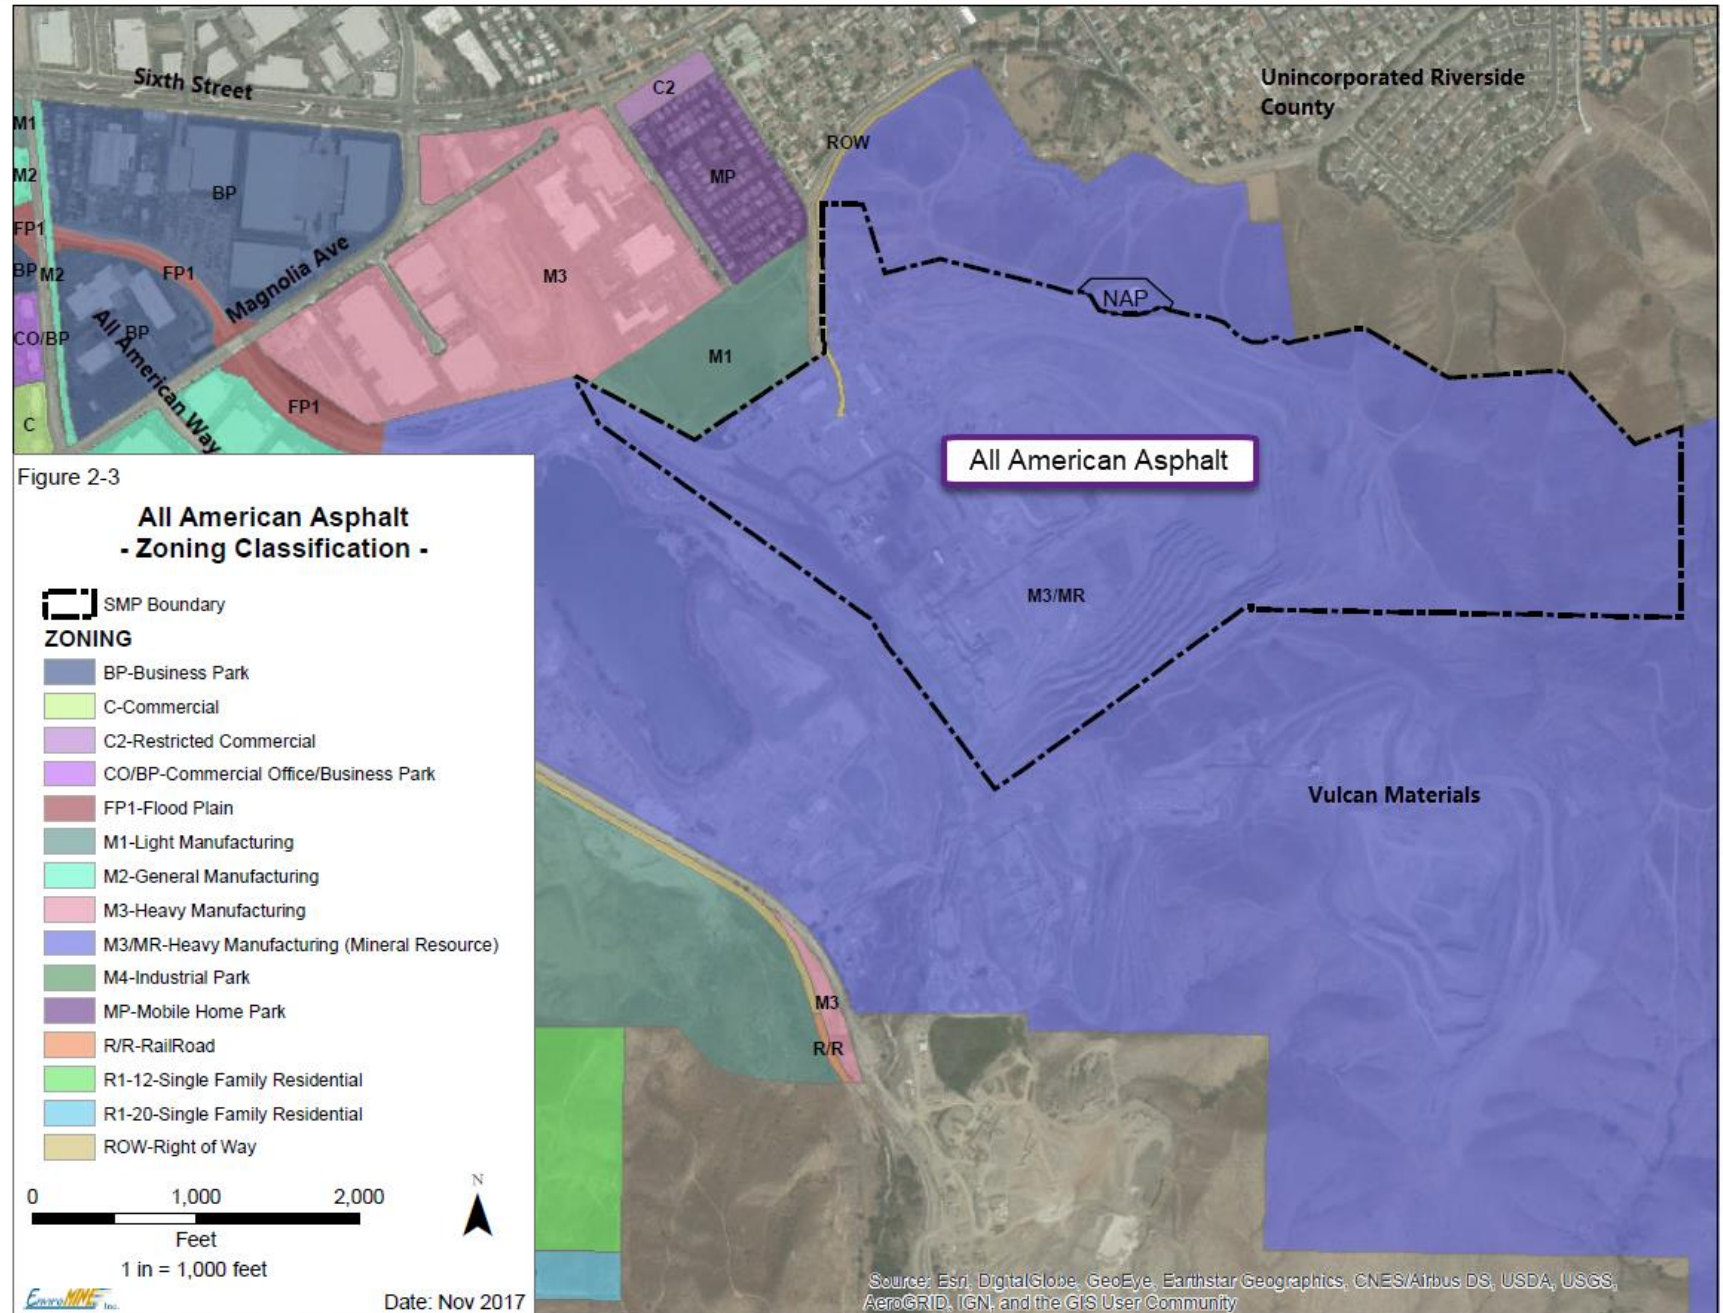 Sixth Street
C2
Unincorporated Riverside
County
M1
ROW
M2
BP
MP
FP1
BP
M2
FP1
Magnolia Ave
M3
NAP
CO/BP
All American Way
BP
M1
FP1
C
All American Asphalt
M3/MR
Vulcan Materials
M3
R/R
Figure 2-3
All American Asphalt
- Zoning Classification -
SMP Boundary
ZONING
BP-Business Park
C-Commercial
C2-Restricted Commercial
CO/BP-Commercial Office/Business Park
FP1-Flood Plain
M1-Light Manufacturing
M2-General Manufacturing
M3-Heavy Manufacturing
M3/MR-Heavy Manufacturing (Mineral Resource)
M4-Industrial Park
MP-Mobile Home Park
R/R-RailRoad
R1-12-Single Family Residential
R1-20-Single Family Residential
ROW-Right of Way
N
0 1,000 2,000
Feet
1 in = 1,000 feet
EnviroMINE Inc.
Date: Nov 2017
Source: Esri, DigitalGlobe, GeoEye, Earthstar Geographics, CNES/Airbus DS, USDA, USGS,
AeroGRID, IGN, and the GIS User Community